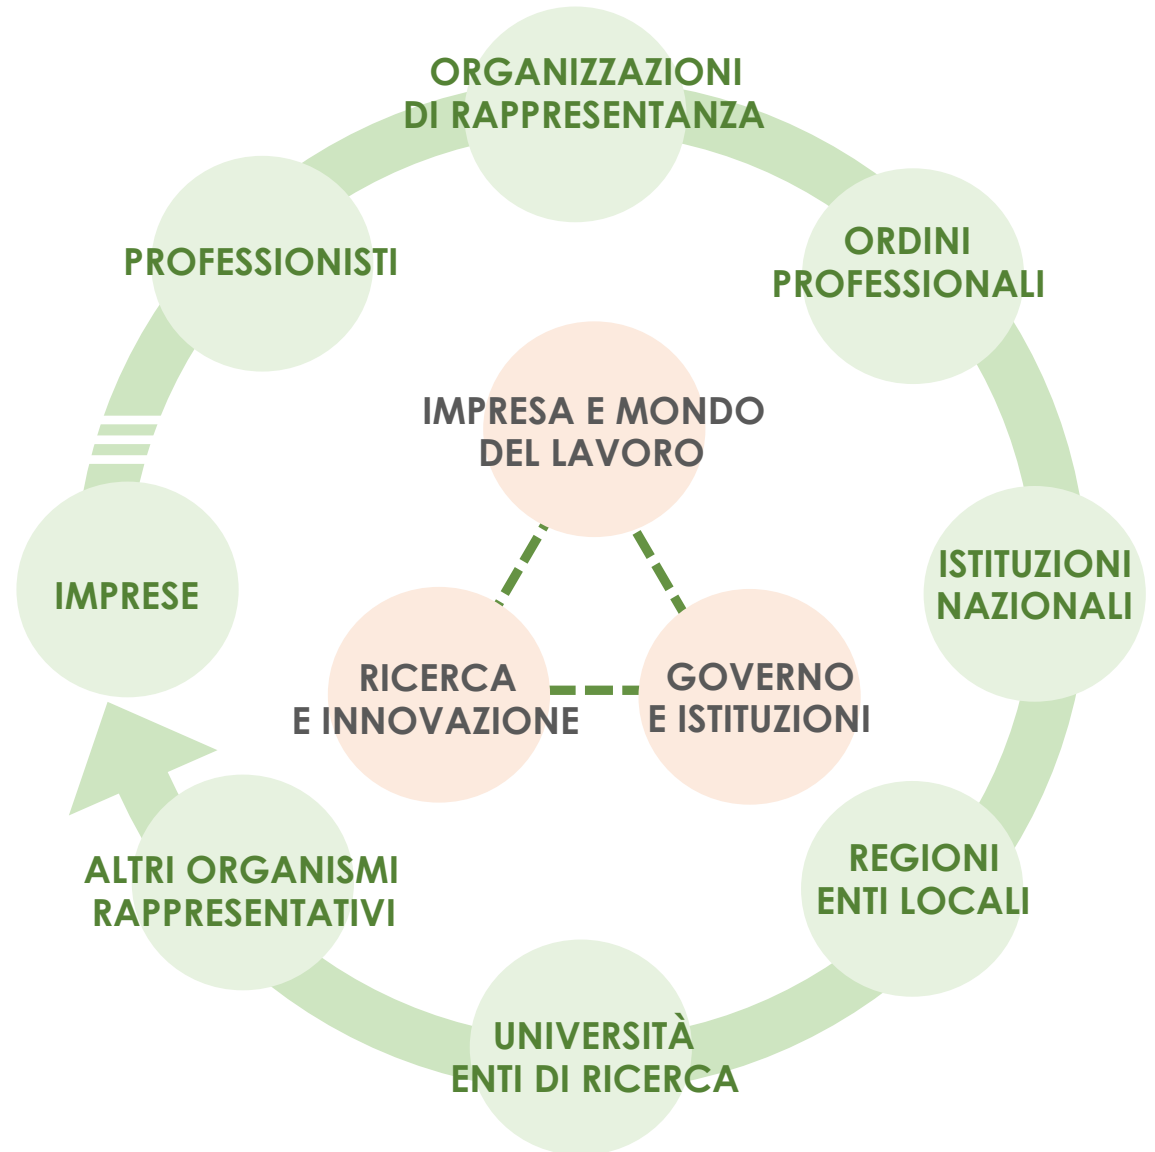 ORGANIZZAZIONI
DI RAPPRESENTANZA
PROFESSIONISTI
ORDINI
PROFESSIONALI
IMPRESA E MONDO
DEL LAVORO
IMPRESE
ISTITUZIONI
NAZIONALI
RICERCA
E INNOVAZIONE
GOVERNO
E ISTITUZIONI
ALTRI ORGANISMI
RAPPRESENTATIVI
REGIONI
ENTI LOCALI
UNIVERSITÀ
ENTI DI RICERCA